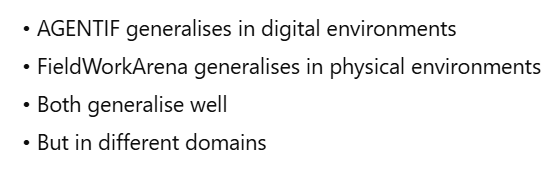 • AGENTIF generalises in digital environments
• FieldWorkArena generalises in physical environments
• Both generalise well
• But in different domains